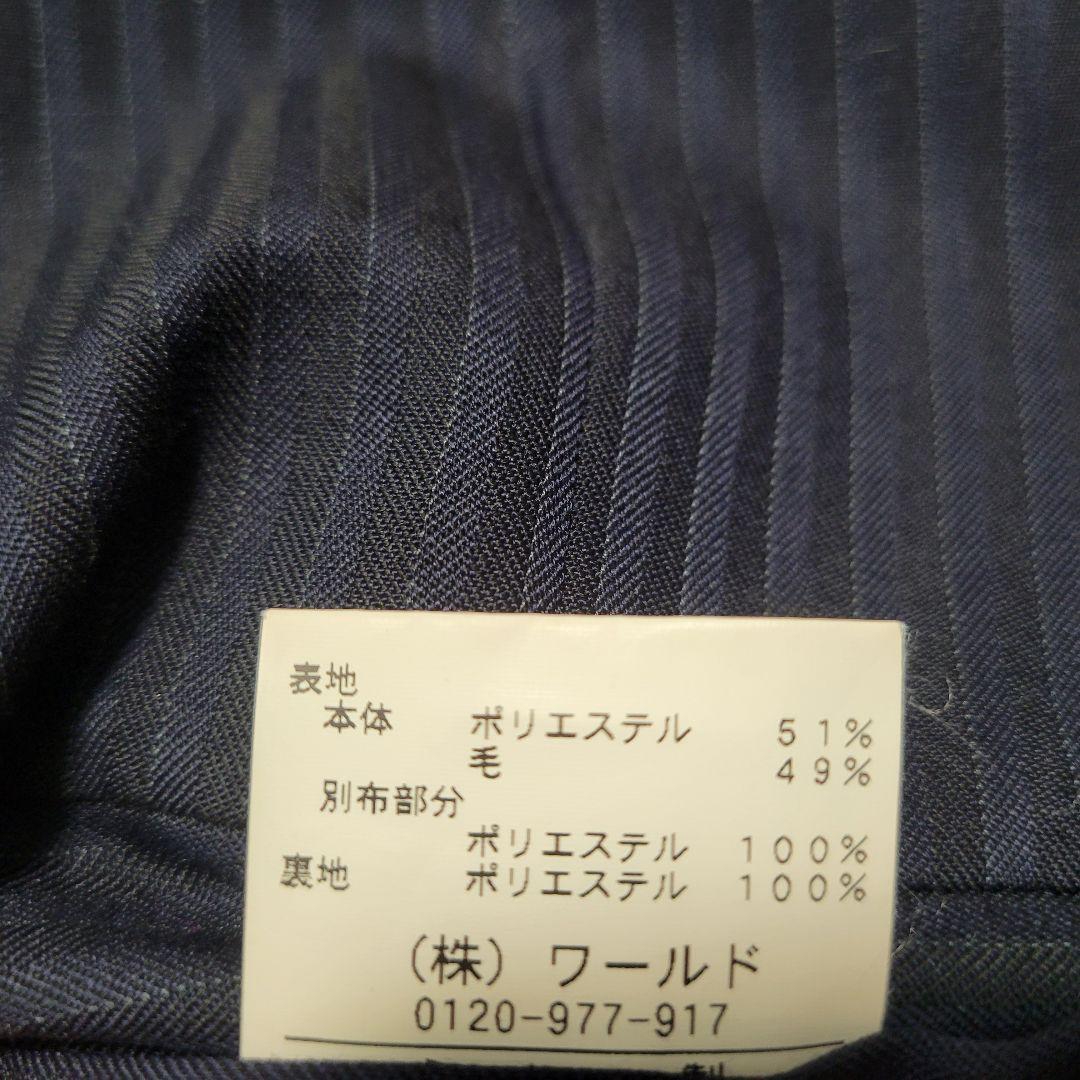 表地
本体 ポリエステル 51%
毛 49%
別布部分
ポリエステル 100%
裏地 ポリエステル 100%
(株) ワールド
0120-977-917
製